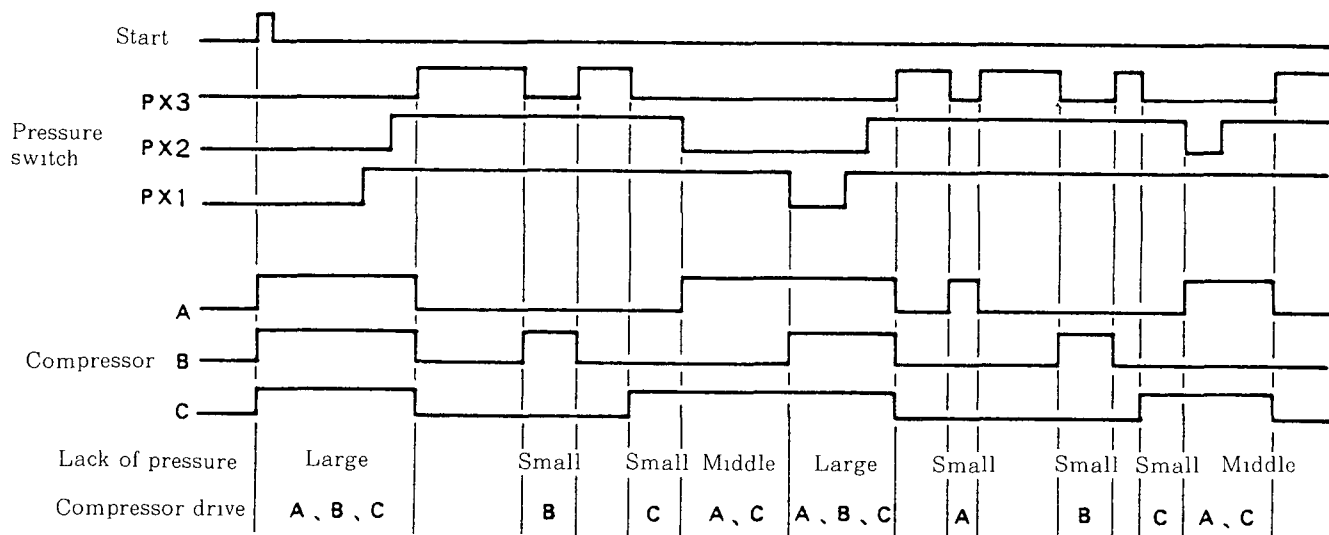 Start
PX3
Pressure
switch
PX2
PX1
A
Compressor B
C
Lack of pressure Large Small Small Middle Large Small Small Small Middle
Compressor drive A、B、C B C A、C A、B、C A B C A、C